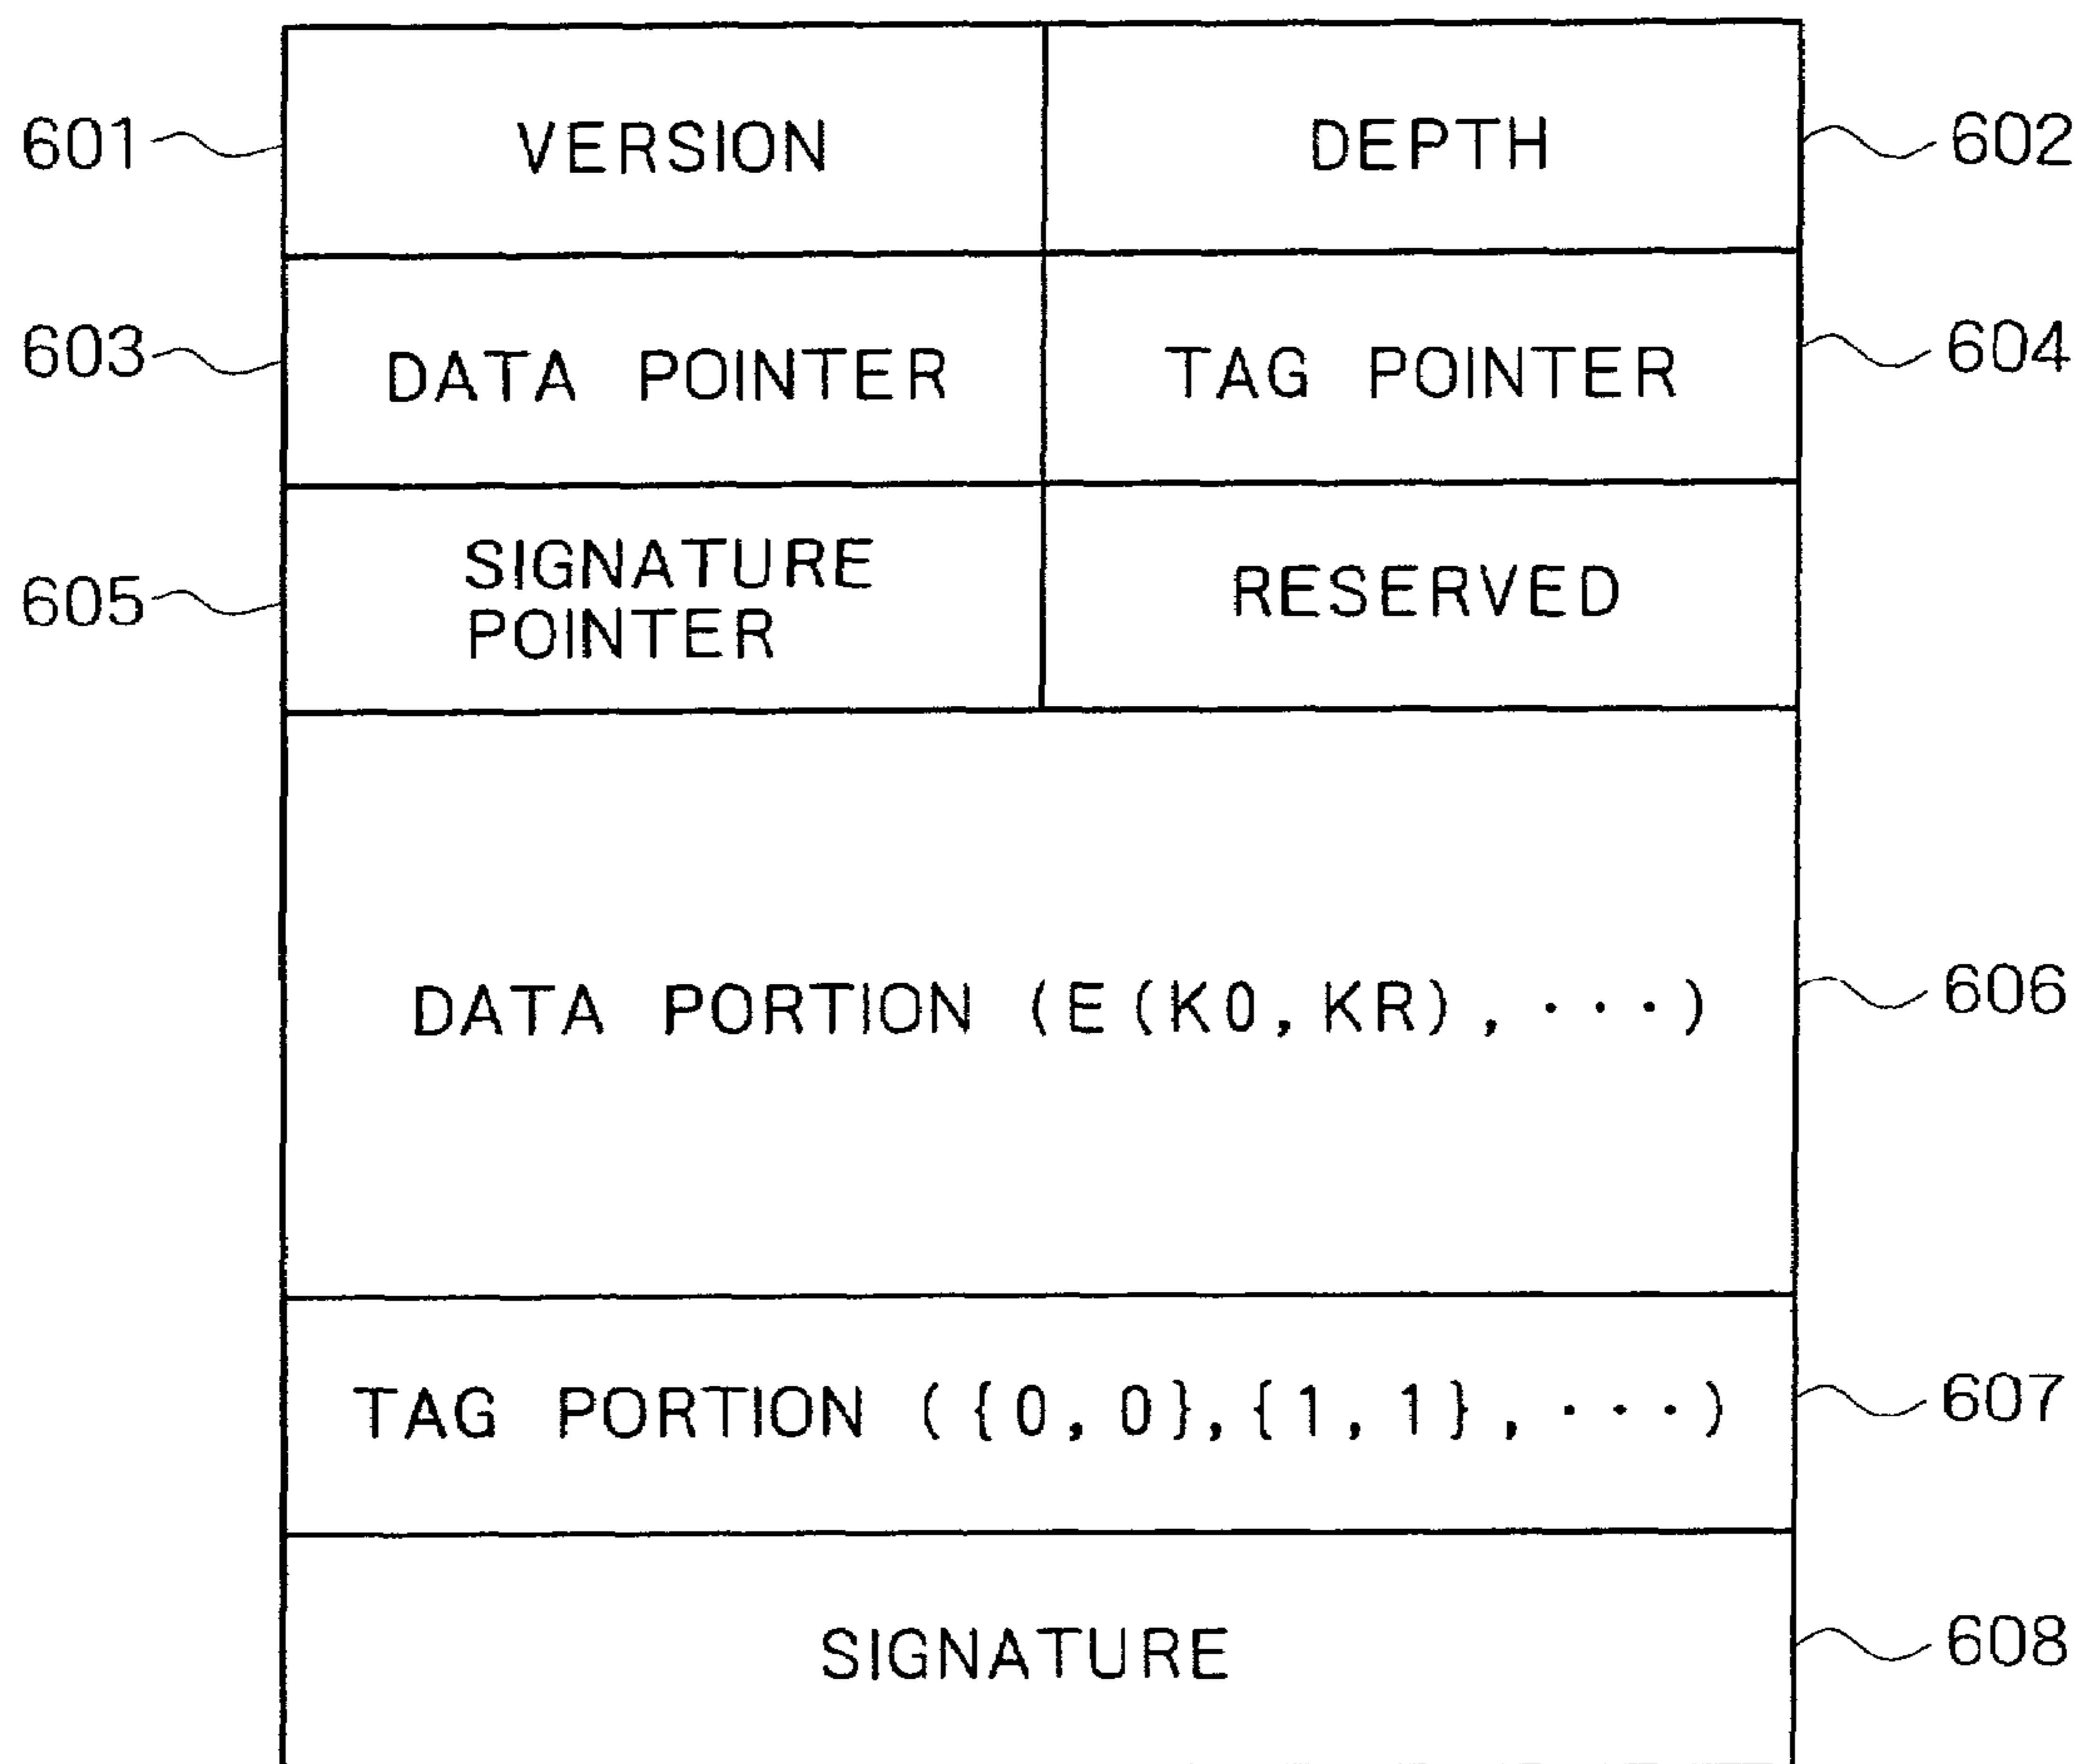 601 VERSION DEPTH 602
603 DATA POINTER TAG POINTER 604
605 SIGNATURE POINTER RESERVED
DATA PORTION (E(K0,KR), ···) 606
TAG PORTION ({0,0},{1,1},···) 607
SIGNATURE 608